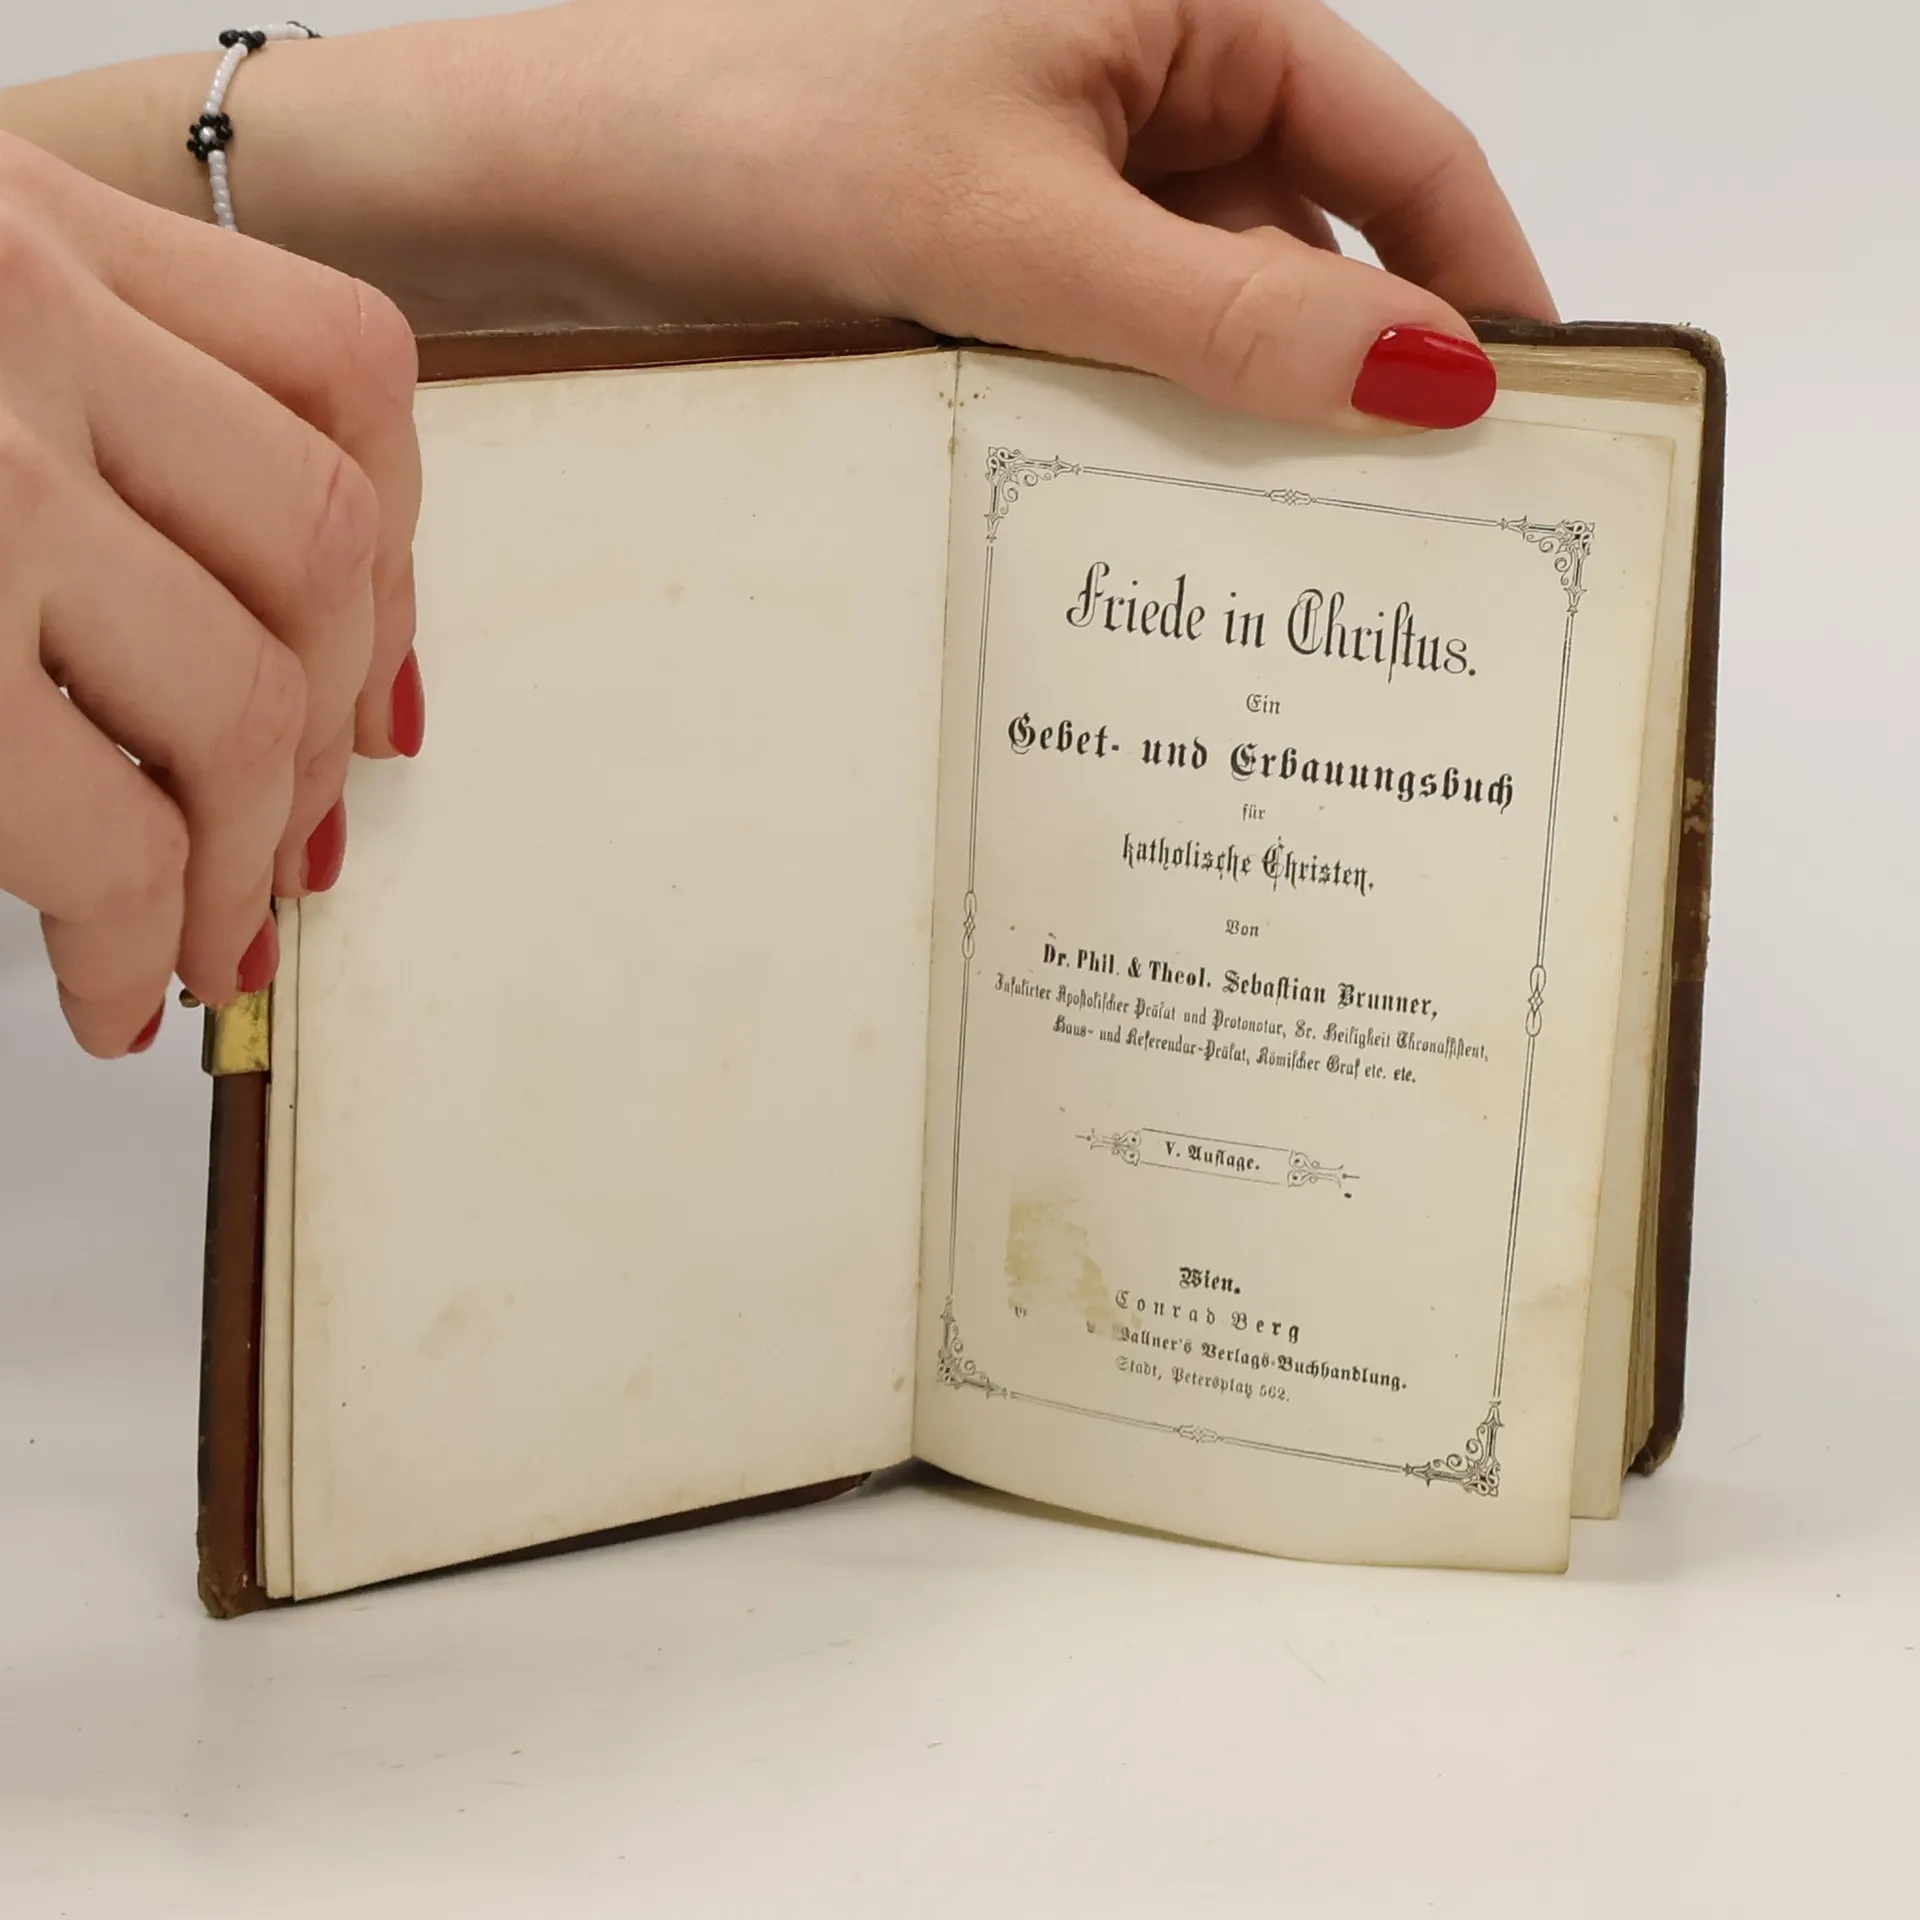 Friede in Chriſtus.
Ein
Gebet- und Erbauungsbuch
für
katholische Christen.
Von
Dr. Phil. & Theol. Sebaſtian Brunner,
Infulirter Apoſtoliſcher Prälat und Protonotar, Sr. Heiligkeit Thronaſſiſtent,
Haus- und Referendar-Prälat, Römiſcher Graf etc. etc.
V. Auflage.
Wien.
Conrad Berg
Wallner's Verlags-Buchhandlung.
Stadt, Petersplatz 562.